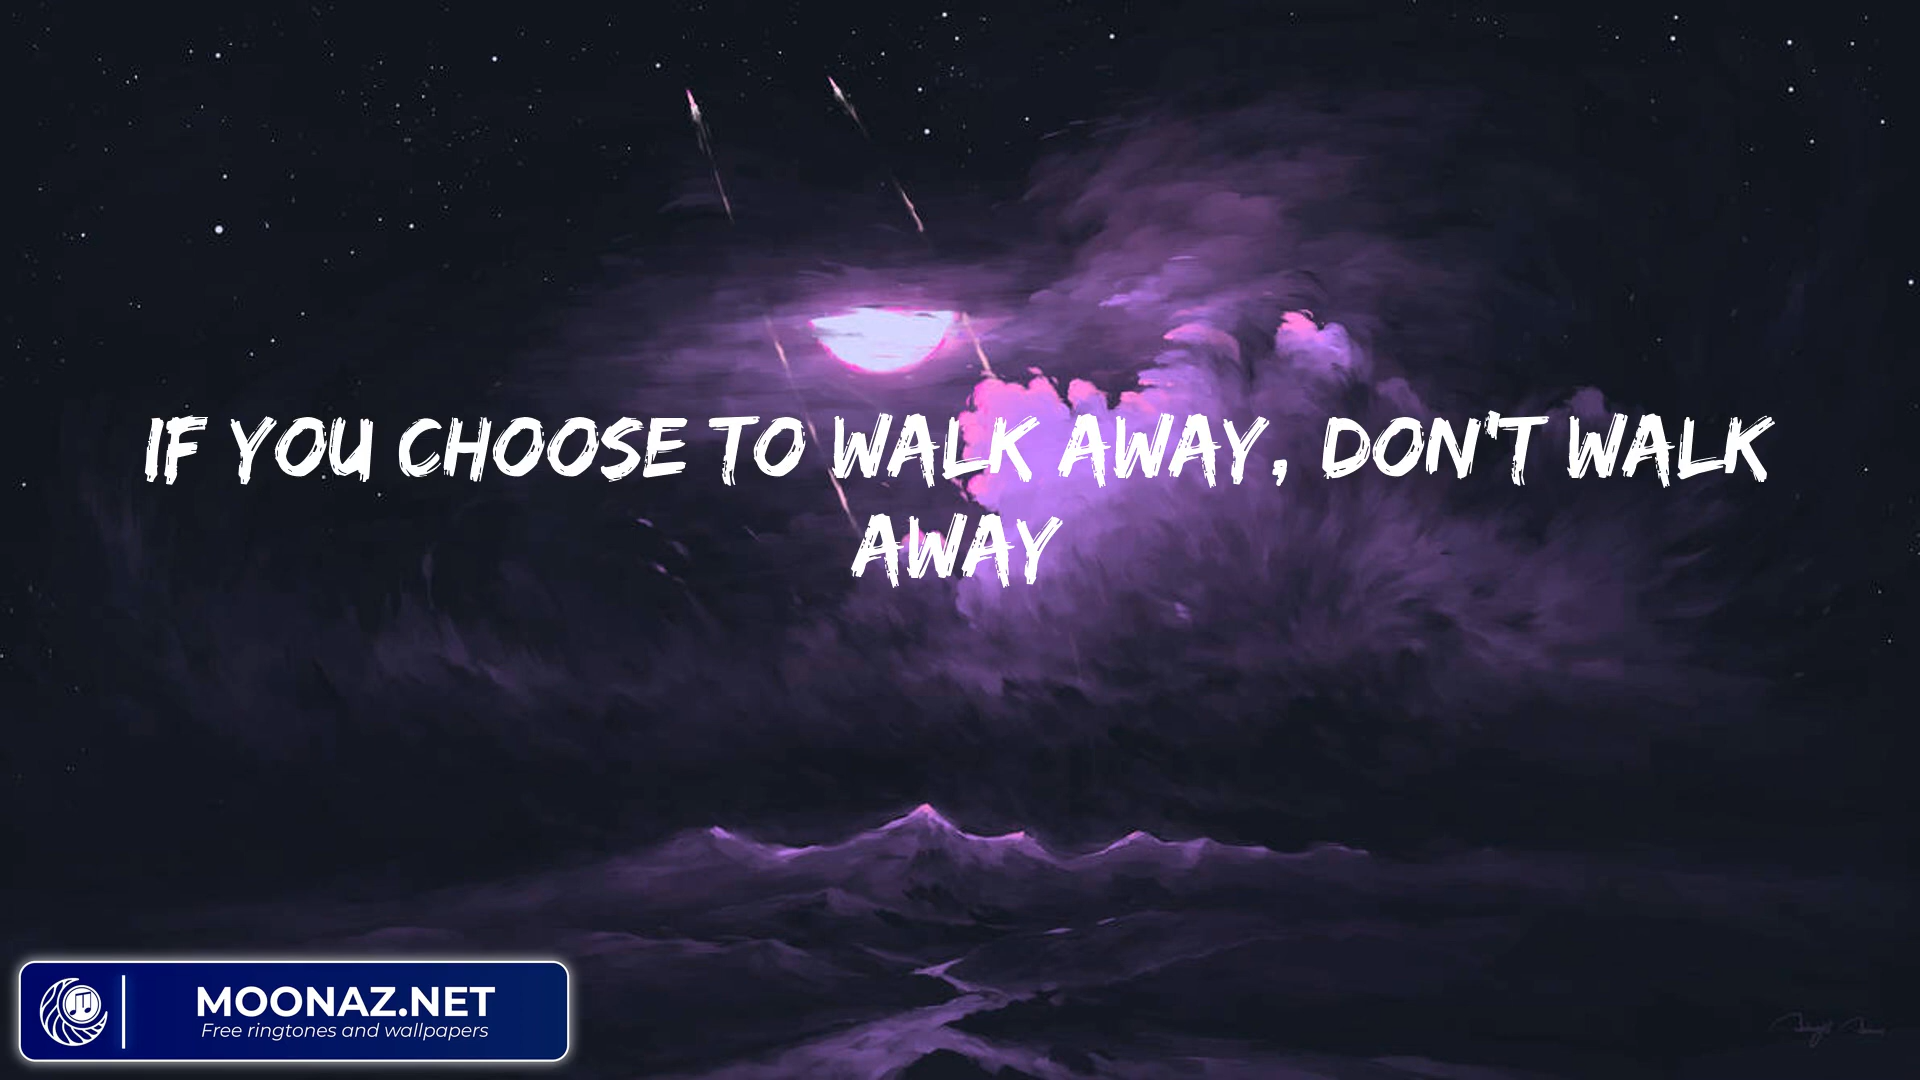 IF YOU CHOOSE TO WALK AWAY, DON'T WALK
AWAY
MOONAZ.NET
Free ringtones and wallpapers